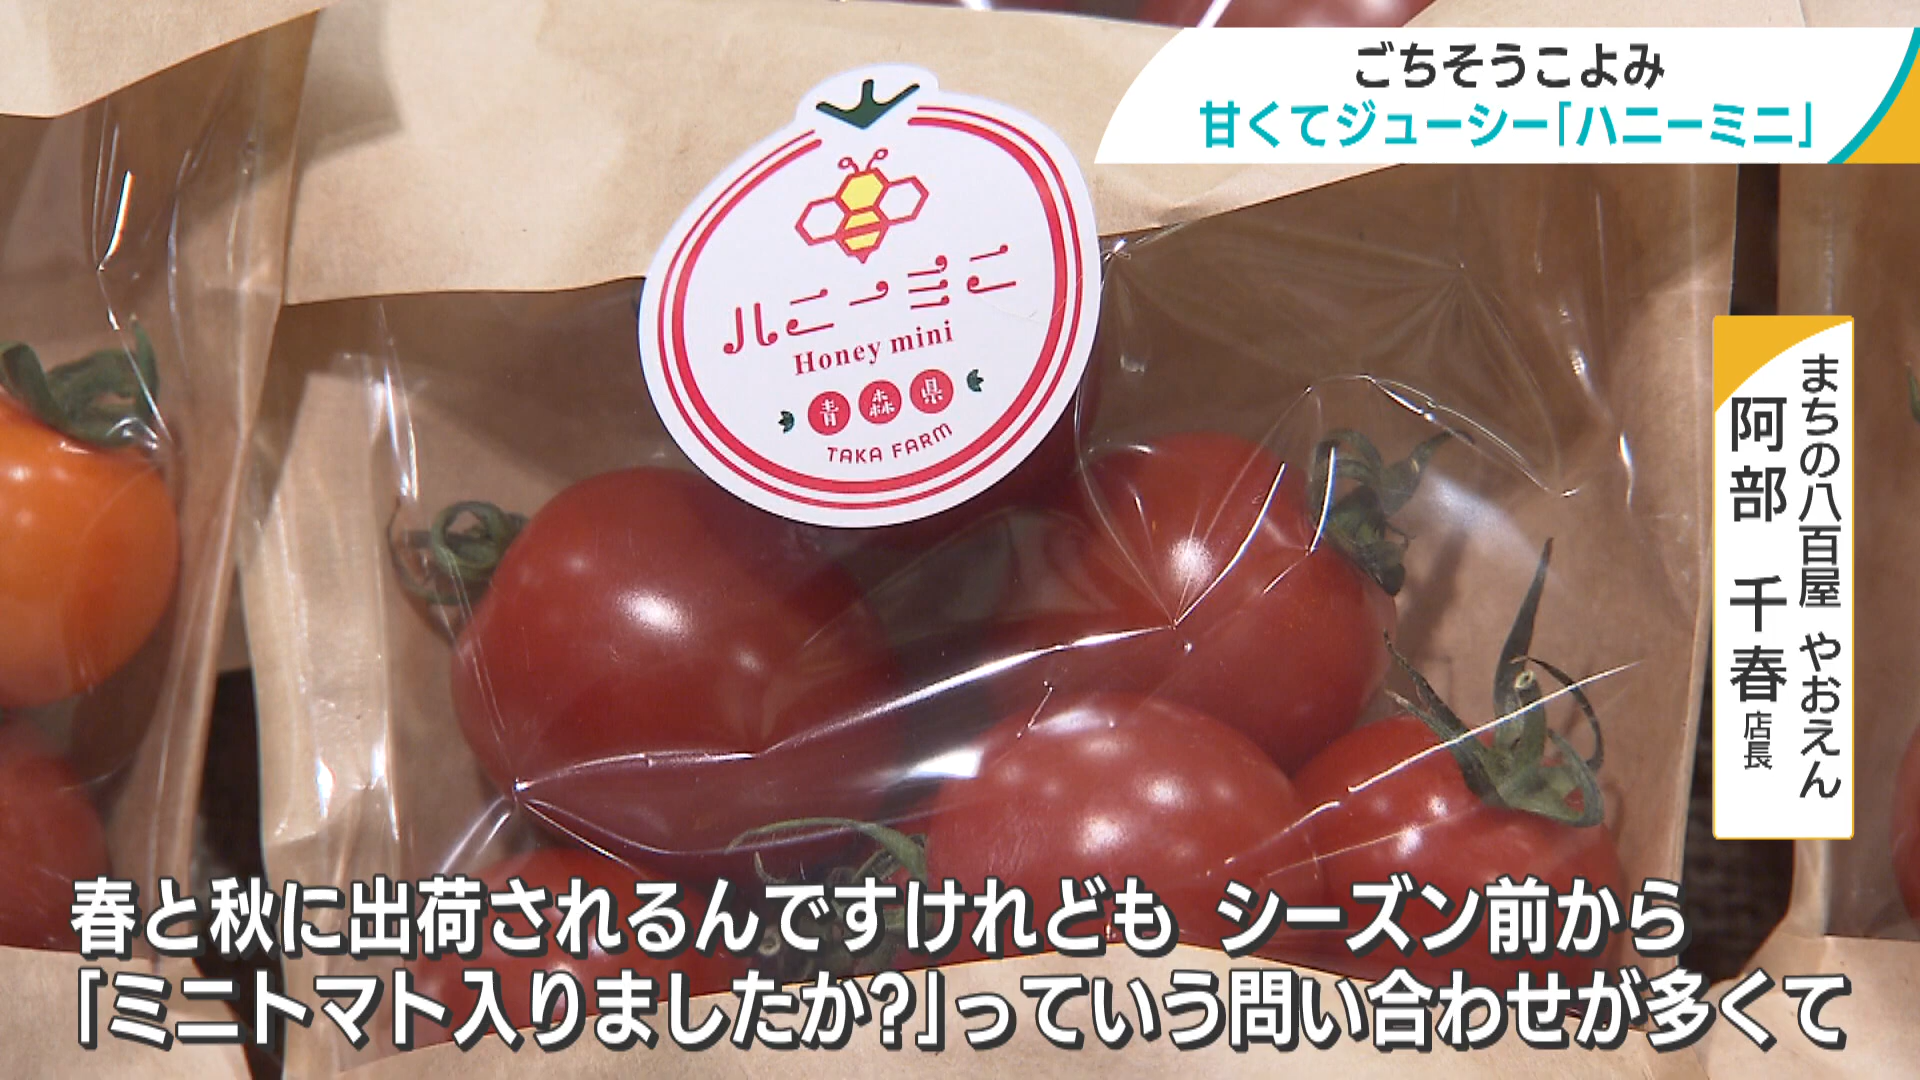 ごちそうこよみ
甘くてジューシー「ハニーミニ」
ハニーミニ
Honey mini
青森県
TAKA FARM
まちの八百屋 やおえん
阿部 千春店長
春と秋に出荷されるんですけれども シーズン前から
「ミニトマト入りましたか?」っていう問い合わせが多くて